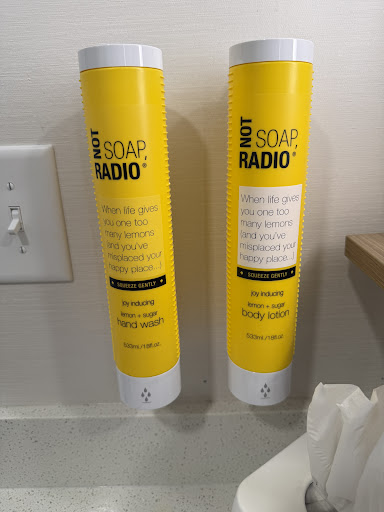 NOT
SOAP,
RADIO®
When life gives
you one too
many lemons
(and you've
misplaced your
happy place...)
• SQUEEZE GENTLY •
joy inducing
lemon + sugar
hand wash
533ml./18fl.oz.
NOT
SOAP,
RADIO®
When life gives
you one too
many lemons
(and you've
misplaced your
happy place...)
• SQUEEZE GENTLY •
joy inducing
lemon + sugar
body lotion
533ml./18fl.oz.